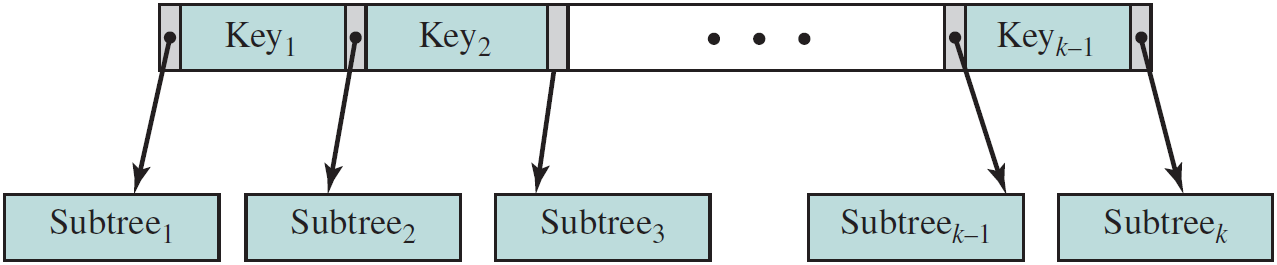 Key₁ Key₂ • • • Keyₖ₋₁
Subtree₁ Subtree₂ Subtree₃ Subtreeₖ₋₁ Subtreeₖ